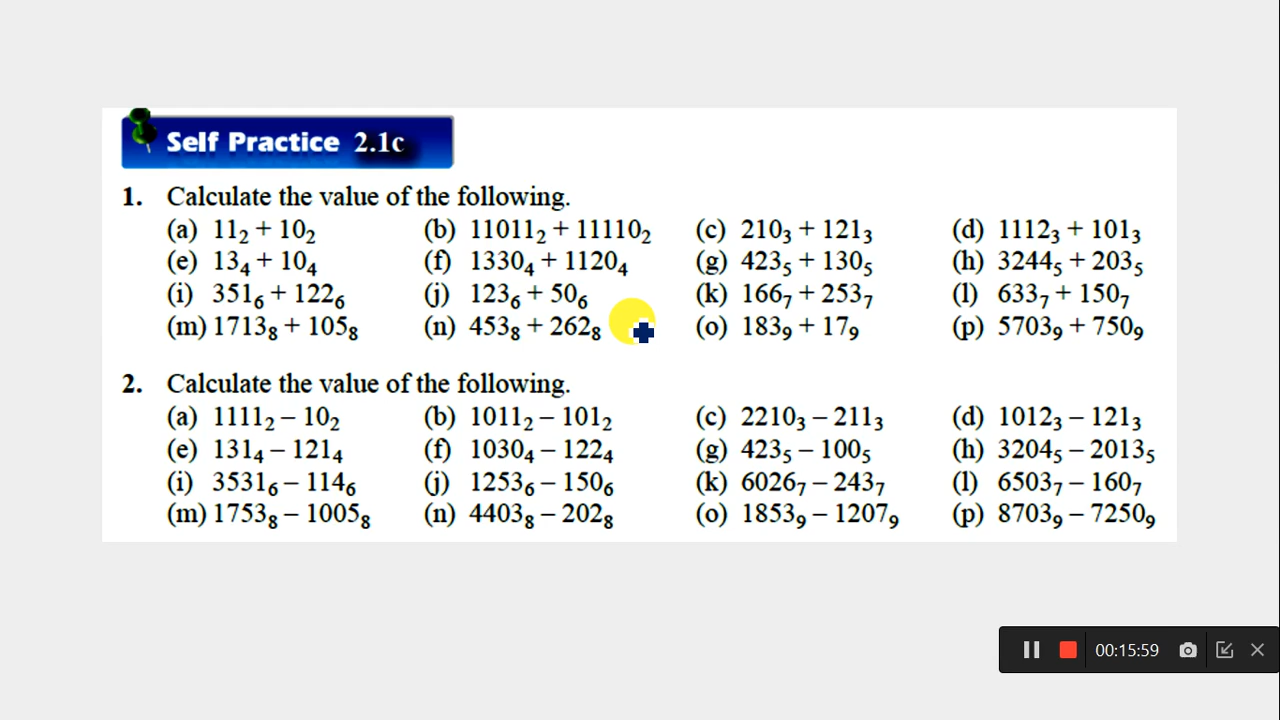 Self Practice 2.1c
1. Calculate the value of the following.
(a) 11₂ + 10₂ (b) 11011₂ + 11110₂ (c) 210₃ + 121₃ (d) 1112₃ + 101₃
(e) 13₄ + 10₄ (f) 1330₄ + 1120₄ (g) 423₅ + 130₅ (h) 3244₅ + 203₅
(i) 351₆ + 122₆ (j) 123₆ + 50₆ (k) 166₇ + 253₇ (l) 633₇ + 150₇
(m) 1713₈ + 105₈ (n) 453₈ + 262₈ (o) 183₉ + 17₉ (p) 5703₉ + 750₉
2. Calculate the value of the following.
(a) 1111₂ – 10₂ (b) 1011₂ – 101₂ (c) 2210₃ – 211₃ (d) 1012₃ – 121₃
(e) 131₄ – 121₄ (f) 1030₄ – 122₄ (g) 423₅ – 100₅ (h) 3204₅ – 2013₅
(i) 3531₆ – 114₆ (j) 1253₆ – 150₆ (k) 6026₇ – 243₇ (l) 6503₇ – 160₇
(m) 1753₈ – 1005₈ (n) 4403₈ – 202₈ (o) 1853₉ – 1207₉ (p) 8703₉ – 7250₉
00:15:59